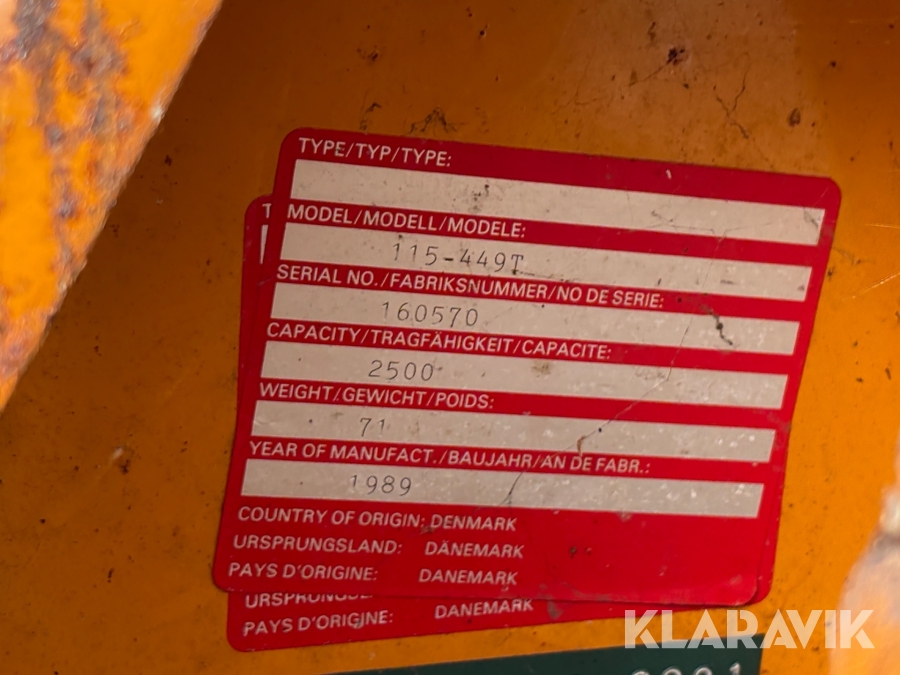 TYPE/TYP/TYPE:
MODEL/MODELL/MODELE:
115-449T
SERIAL NO./FABRIKSNUMMER/NO DE SERIE:
160570
CAPACITY/TRAGFÄHIGKEIT/CAPACITE:
2500
WEIGHT/GEWICHT/POIDS:
71
YEAR OF MANUFACT./BAUJAHR/AN DE FABR.:
1989
COUNTRY OF ORIGIN: DENMARK
URSPRUNGSLAND: DÄNEMARK
PAYS D'ORIGINE: DANEMARK
PAYS D'ORIGINE: DANEMARK
KLARAVIK